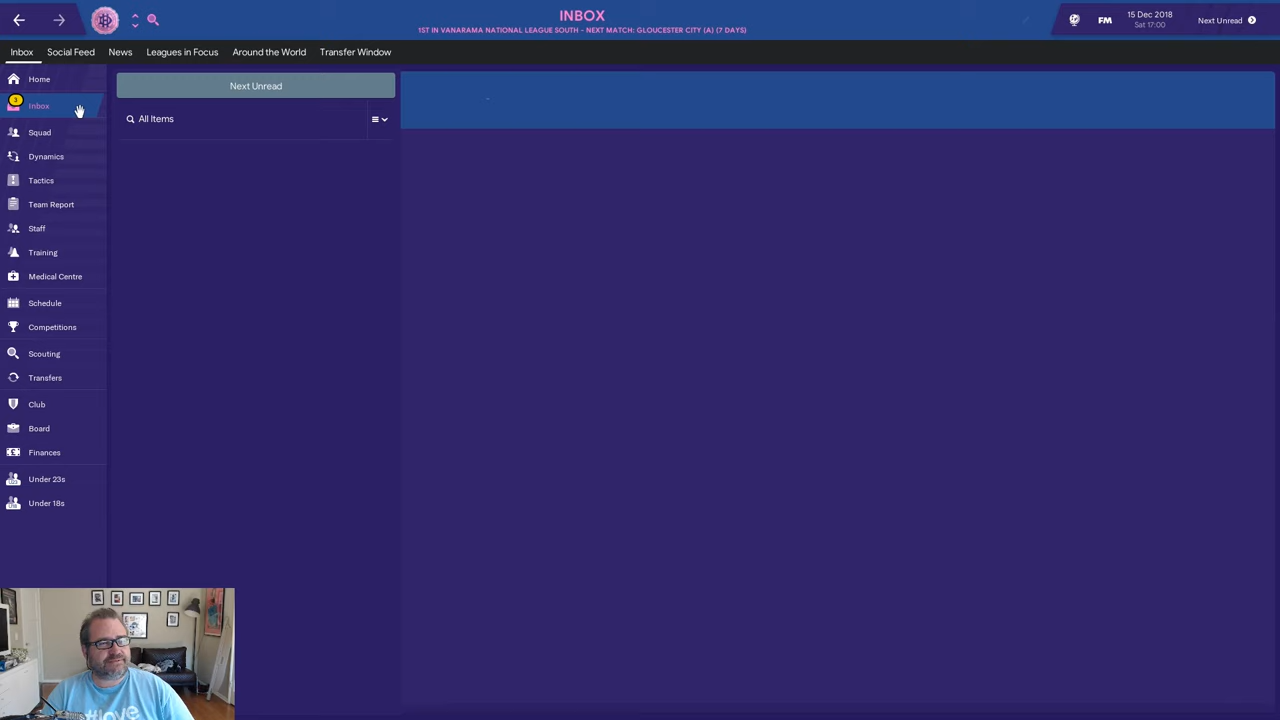 INBOX
1ST IN VANARAMA NATIONAL LEAGUE SOUTH - NEXT MATCH: GLOUCESTER CITY (A) (7 DAYS)
FM
15 Dec 2018
Sat 17:00
Next Unread
Inbox
Social Feed
News
Leagues in Focus
Around the World
Transfer Window
Home
3
Inbox
Squad
Dynamics
Tactics
Team Report
Staff
Training
Medical Centre
Schedule
Competitions
Scouting
Transfers
Club
Board
Finances
Under 23s
Under 18s
Next Unread
All Items
#love